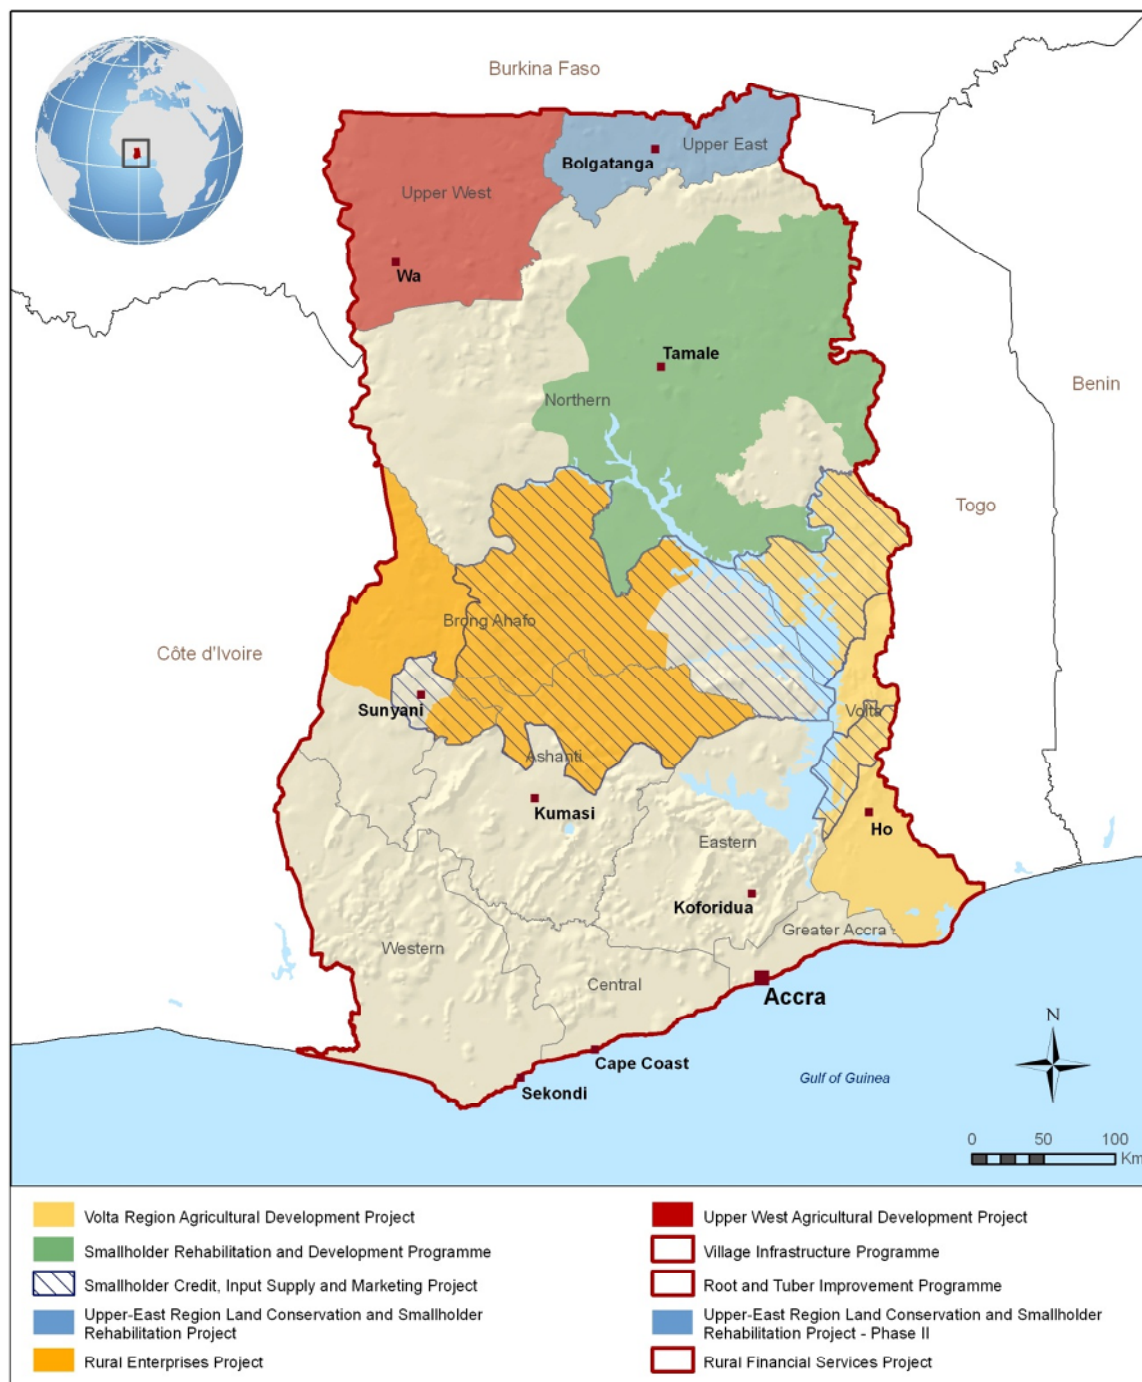 Burkina Faso
Upper East
Bolgatanga
Upper West
Wa
Tamale
Benin
Northern
Togo
Brong Ahafo
Côte d'Ivoire
Sunyani
Volta
Ashanti
Kumasi
Ho
Eastern
Koforidua
Greater Accra
Western
Central
Accra
N
Cape Coast
Gulf of Guinea
Sekondi
0 50 100
Km
Volta Region Agricultural Development Project
Smallholder Rehabilitation and Development Programme
Smallholder Credit, Input Supply and Marketing Project
Upper-East Region Land Conservation and Smallholder
Rehabilitation Project
Rural Enterprises Project
Upper West Agricultural Development Project
Village Infrastructure Programme
Root and Tuber Improvement Programme
Upper-East Region Land Conservation and Smallholder
Rehabilitation Project - Phase II
Rural Financial Services Project